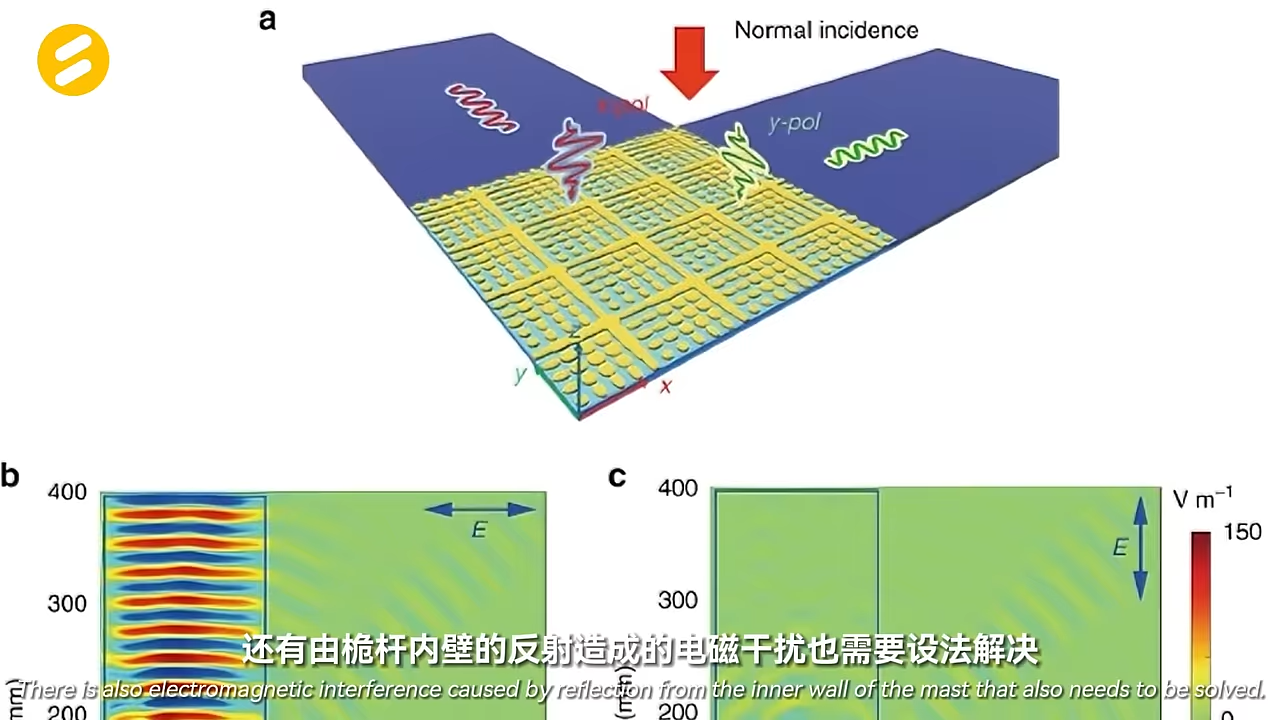 a
Normal incidence
x-pol
y-pol
z
y
x
b
400
E
300
200
(mm)
c
400
E
300
200
(mm)
V m⁻¹
150
0
还有由桅杆内壁的反射造成的电磁干扰也需要设法解决
There is also electromagnetic interference caused by reflection from the inner wall of the mast that also needs to be solved.